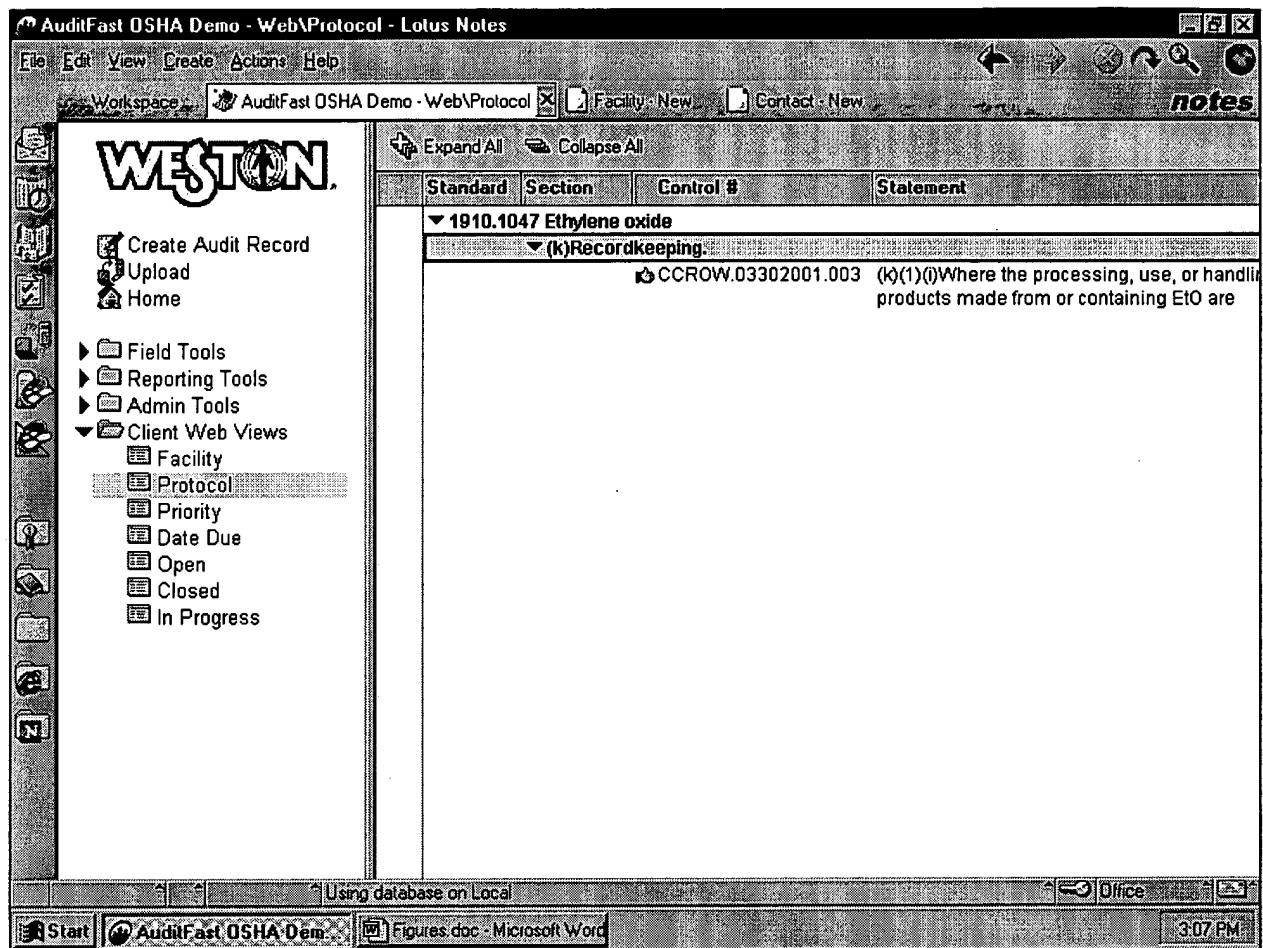 AuditFast OSHA Demo - Web\Protocol - Lotus Notes
File Edit View Create Actions Help
Workspace AuditFast OSHA Demo - Web\Protocol Facility - New Contact - New notes
WESTON.
Expand All Collapse All
Standard Section Control # Statement
1910.1047 Ethylene oxide
(k)Recordkeeping.
CCROW.03302001.003 (k)(1)(i)Where the processing, use, or handlin
products made from or containing EtO are
Create Audit Record
Upload
Home
Field Tools
Reporting Tools
Admin Tools
Client Web Views
Facility
Protocol
Priority
Date Due
Open
Closed
In Progress
Using database on Local Office
Start AuditFast OSHA Dem... Figures.doc - Microsoft Word 3:07 PM